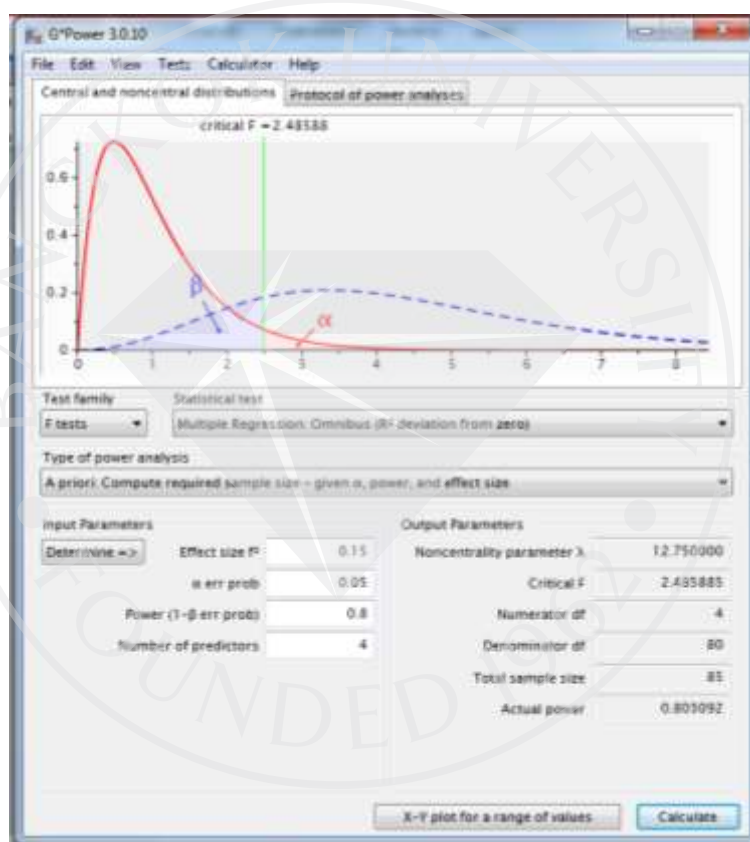 G*Power 3.0.10
File Edit View Tests Calculator Help
Central and noncentral distributions Protocol of power analyses
critical F = 2.48588
0.6
0.4
0.2
0
β
α
0 1 2 3 4 5 6 7 8
Test family Statistical test
F tests Multiple Regression: Omnibus (R² deviation from zero)
Type of power analysis
A priori: Compute required sample size - given α, power, and effect size
Input Parameters Output Parameters
Determine => Effect size f² 0.15 Noncentrality parameter λ 12.750000
α err prob 0.05 Critical F 2.485885
Power (1-β err prob) 0.8 Numerator df 4
Number of predictors 4 Denominator df 80
Total sample size 85
Actual power 0.803092
X-Y plot for a range of values Calculate
BANGKOK UNIVERSITY
FOUNDED 1962